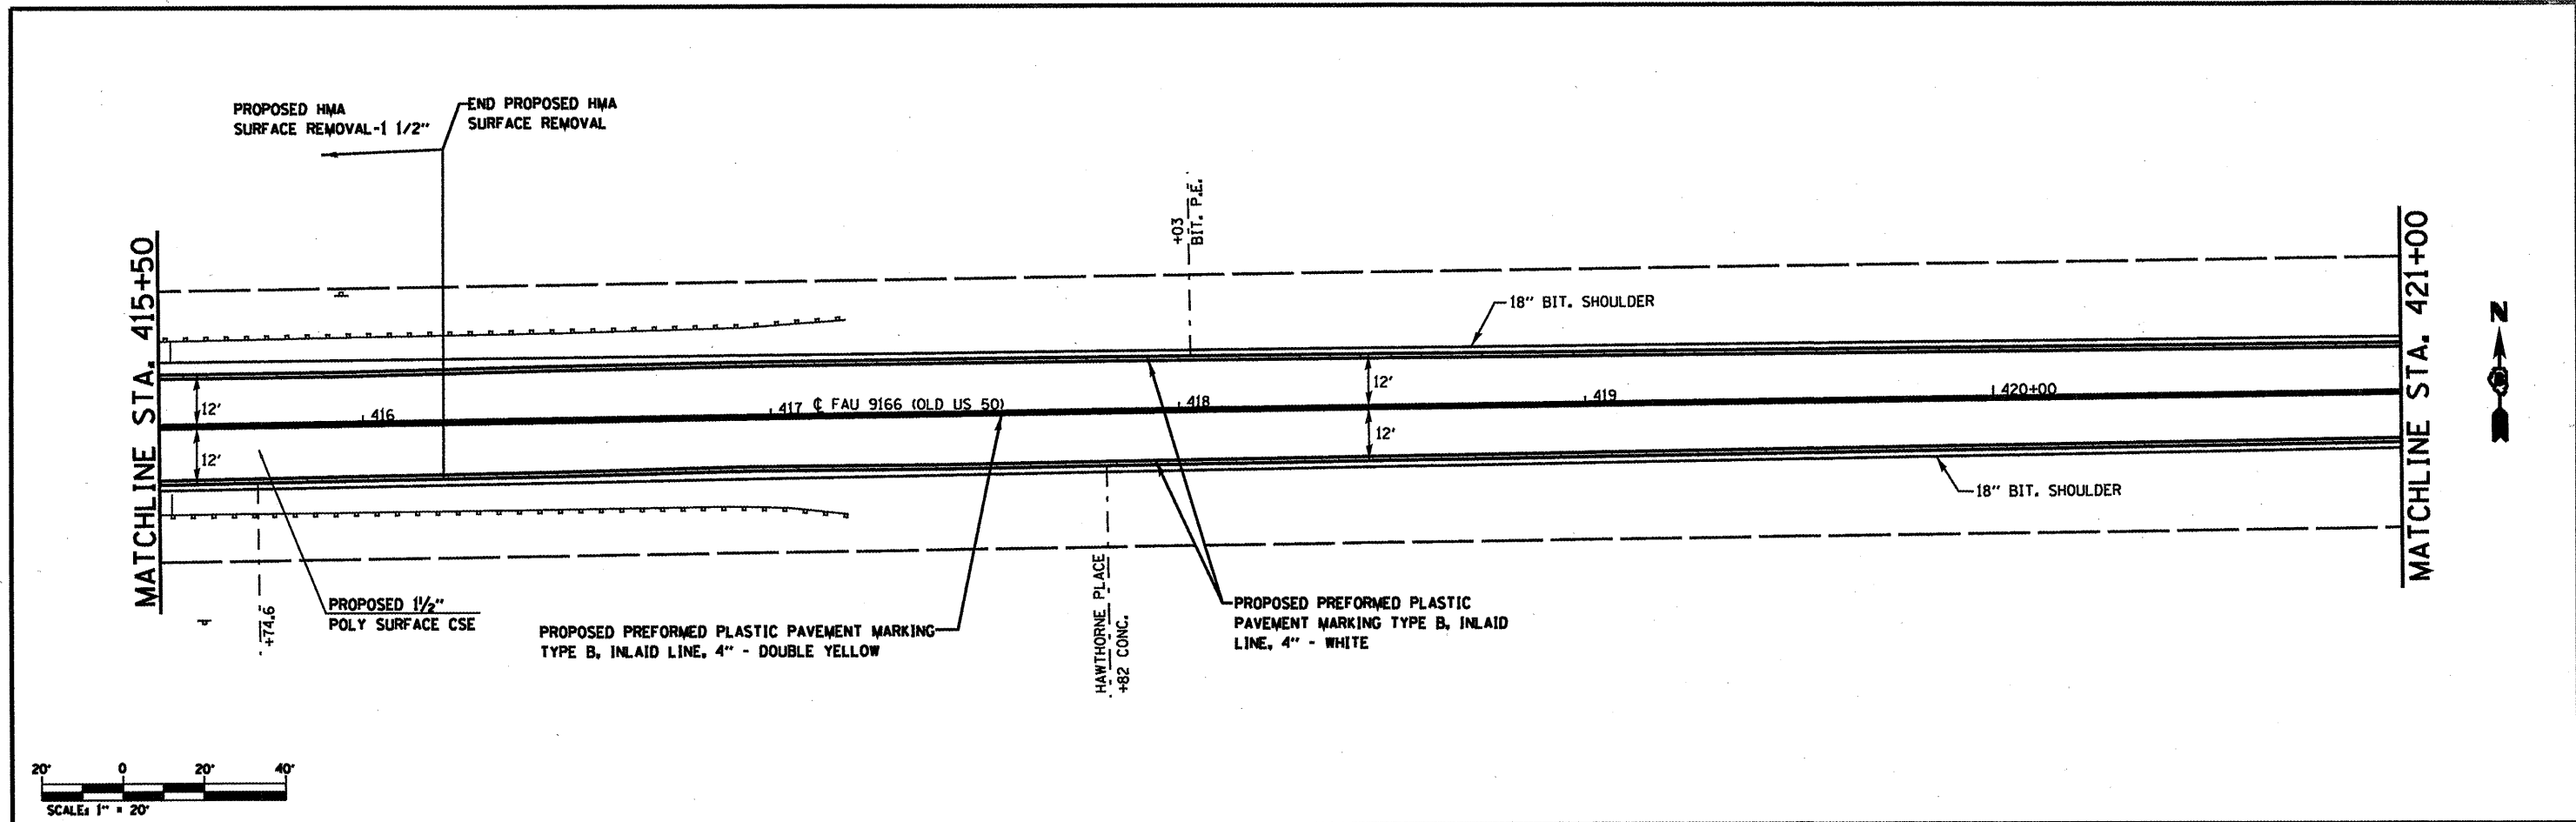 PROPOSED HMA
SURFACE REMOVAL-1 1/2"
END PROPOSED HMA
SURFACE REMOVAL
+03
BIT. P.E.
MATCHLINE STA. 415+50
MATCHLINE STA. 421+00
18" BIT. SHOULDER
N
12'
12'
416
417
℄ FAU 9166 (OLD US 50)
418
12'
12'
419
420+00
18" BIT. SHOULDER
+74.6
PROPOSED 1½"
POLY SURFACE CSE
PROPOSED PREFORMED PLASTIC PAVEMENT MARKING
TYPE B, INLAID LINE, 4" - DOUBLE YELLOW
HAWTHORNE PLACE
+82 CONC.
PROPOSED PREFORMED PLASTIC
PAVEMENT MARKING TYPE B, INLAID
LINE, 4" - WHITE
20' 0 20' 40'
SCALE: 1" = 20'